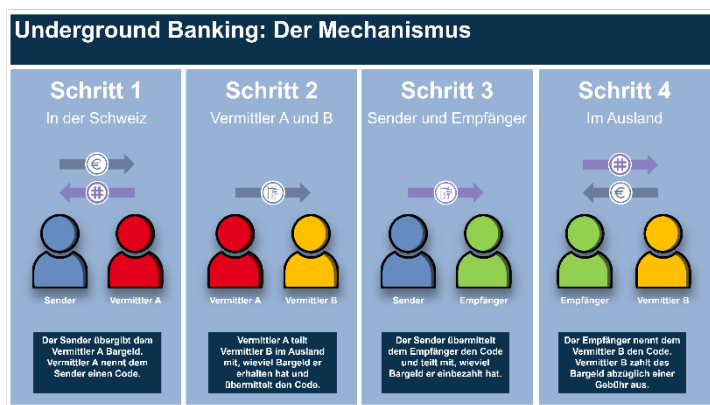 Underground Banking: Der Mechanismus
Schritt 1
In der Schweiz
€
#
Sender
Vermittler A
Der Sender übergibt dem
Vermittler A Bargeld.
Vermittler A nennt dem
Sender einen Code.
Schritt 2
Vermittler A und B
Vermittler A
Vermittler B
Vermittler A teilt
Vermittler B im Ausland
mit, wieviel Bargeld er
erhalten hat und
übermittelt den Code.
Schritt 3
Sender und Empfänger
Sender
Empfänger
Der Sender übermittelt
dem Empfänger den Code
und teilt mit, wieviel
Bargeld er einbezahlt hat.
Schritt 4
Im Ausland
#
€
Empfänger
Vermittler B
Der Empfänger nennt dem
Vermittler B den Code.
Vermittler B zahlt das
Bargeld abzüglich einer
Gebühr aus.